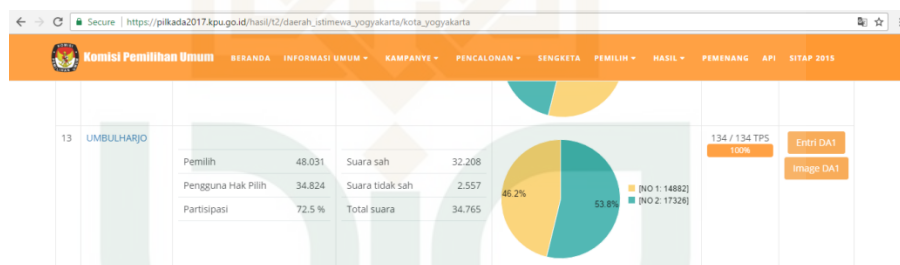 Secure | https://pilkada2017.kpu.go.id/hasil/t2/daerah_istimewa_yogyakarta/kota_yogyakarta
Komisi Pemilihan Umum BERANDA INFORMASI UMUM KAMPANYE PENCALONAN SENGKETA PEMILIH HASIL PEMENANG API SITAP 2015
13 UMBULHARJO 134 / 134 TPS Entri DA1
100%
Pemilih 48.031 Suara sah 32.208 Image DA1
Pengguna Hak Pilih 34.824 Suara tidak sah 2.557 46.2% [NO 1: 14882]
Partisipasi 72.5 % Total suara 34.765 53.8% [NO 2: 17326]